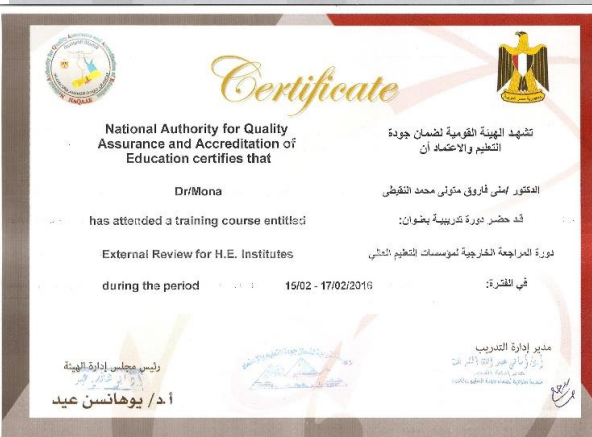 Certificate
National Authority for Quality
Assurance and Accreditation of
Education certifies that
تشهد الهيئة القومية لضمان جودة
التعليم والاعتماد أن
Dr/Mona
الدكتور /منى فاروق متولى محمد النقيطى
has attended a training course entitled
قد حضر دورة تدريبية بعنوان:
External Review for H.E. Institutes
دورة المراجعة الخارجية لمؤسسات التعليم العالي
during the period 15/02 - 17/02/2016
في الفترة:
مدير إدارة التدريب
رئيس مجلس إدارة الهيئة
أ.د/ يوهانسن عيد
NAQAAE